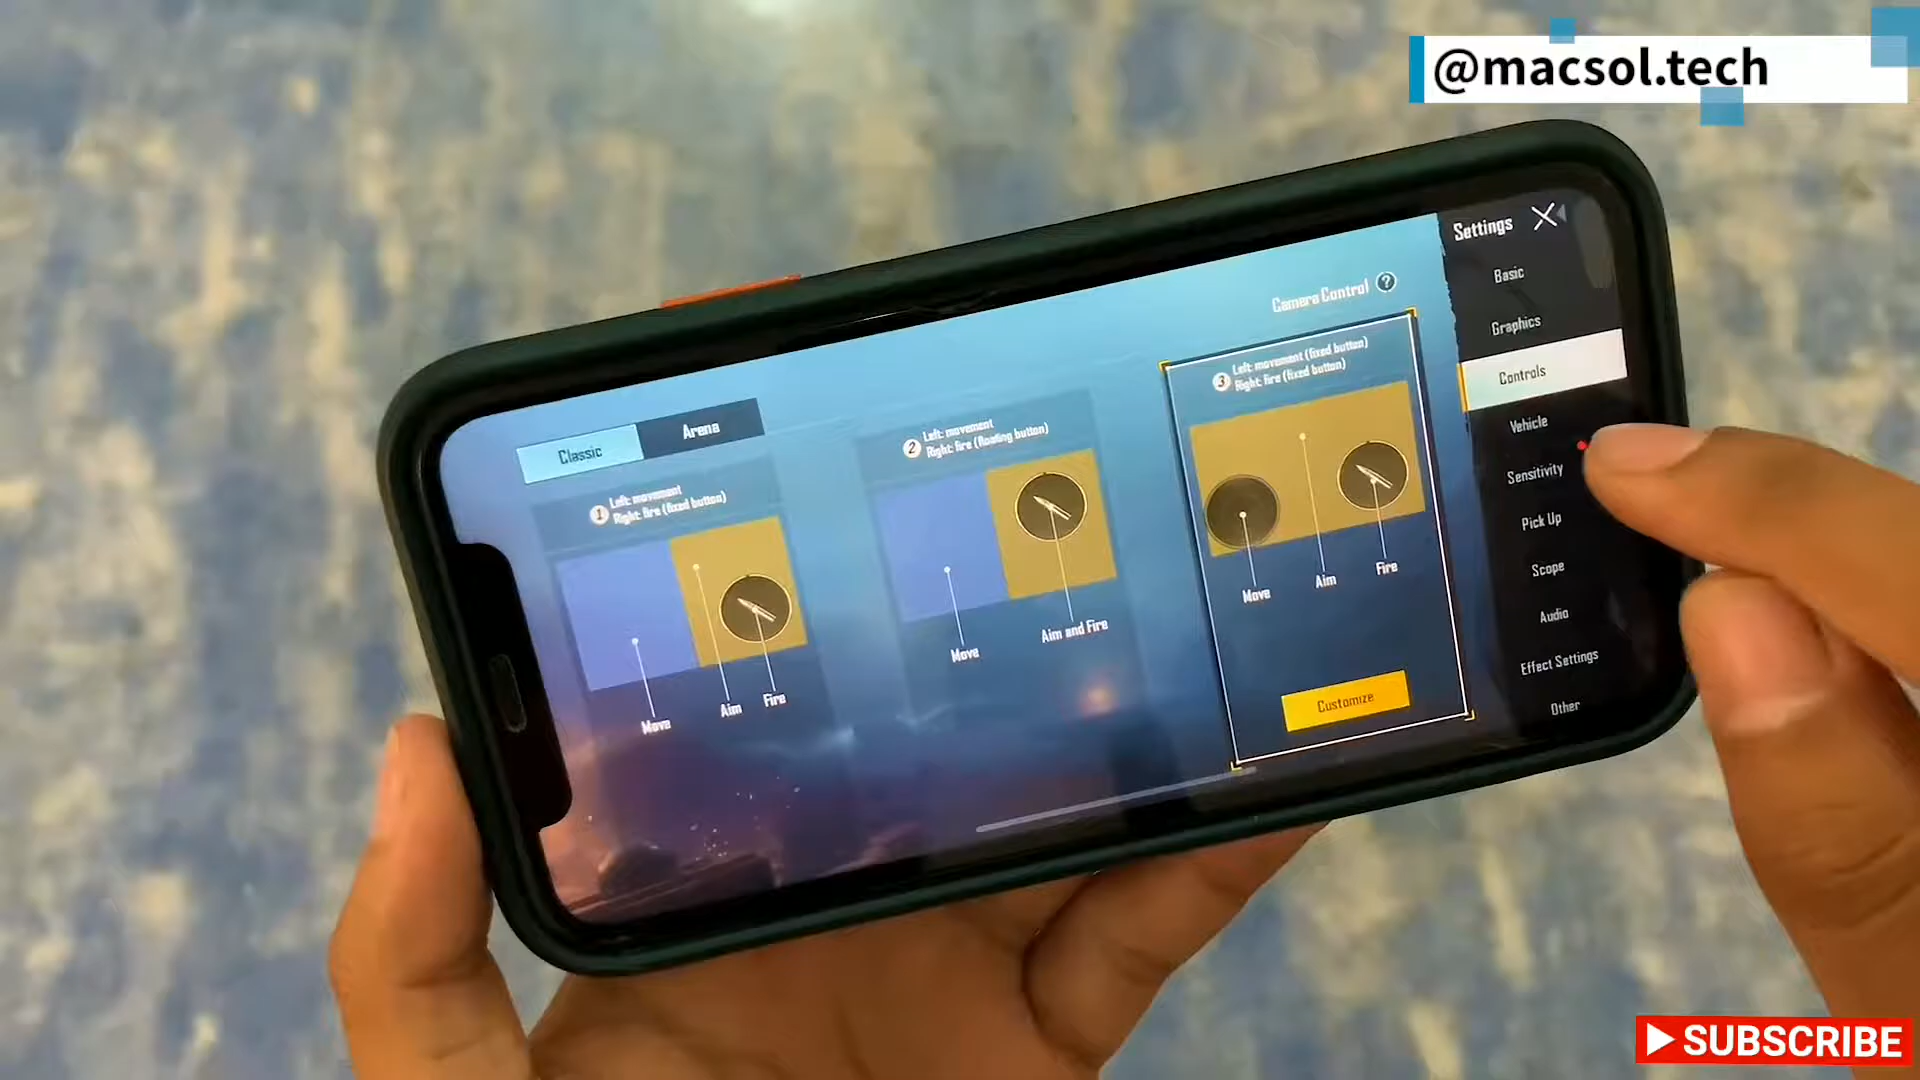 @macsol.tech
Settings
Basic
Graphics
Controls
Vehicle
Sensitivity
Pick Up
Scope
Audio
Effect Settings
Other
Camera Control ?
Classic
Arena
1 Left: movement
Right: fire (fixed button)
Move
Aim
Fire
2 Left: movement
Right: fire (floating button)
Move
Aim and Fire
3 Left: movement (fixed button)
Right: fire (fixed button)
Move
Aim
Fire
Customize
SUBSCRIBE